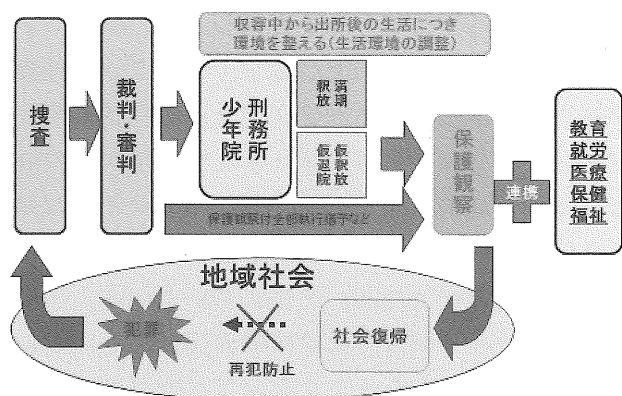 収容中から出所後の生活につき
環境を整える（生活環境の調整）
捜査
裁判・審判
刑務所
少年院
満期
釈放
仮釈放
仮退院
保護観察
連携
教育
就労
医療
保健
福祉
保護観察付全部執行猶予など
地域社会
犯罪
再犯防止
社会復帰